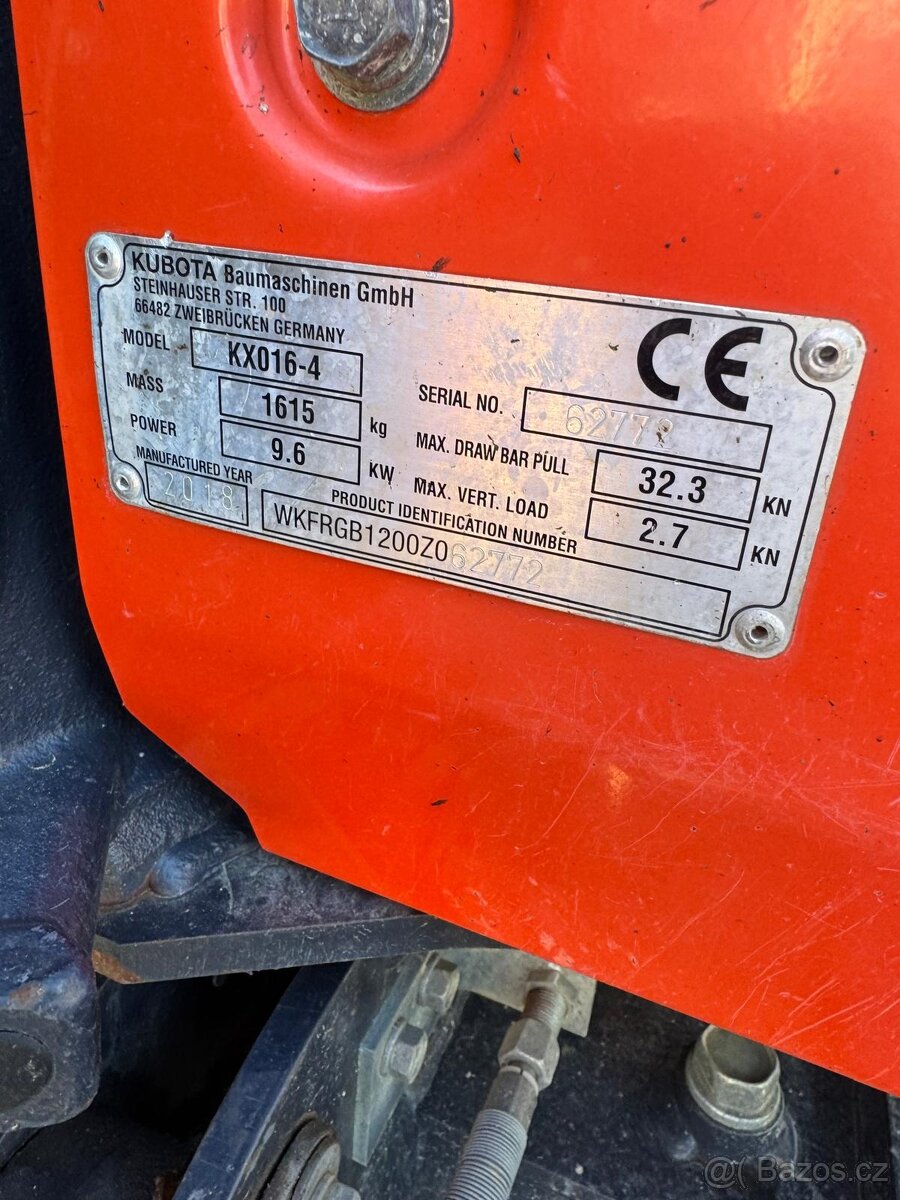 KUBOTA Baumaschinen GmbH
STEINHAUSER STR. 100
66482 ZWEIBRÜCKEN GERMANY
CE
MODEL KX016-4
MASS 1615 kg
POWER 9.6 KW
SERIAL NO. 62772
MAX. DRAW BAR PULL 32.3 KN
MAX. VERT. LOAD 2.7 KN
MANUFACTURED YEAR
2018
PRODUCT IDENTIFICATION NUMBER
WKFRGB1200Z062772
@( Bazos.cz